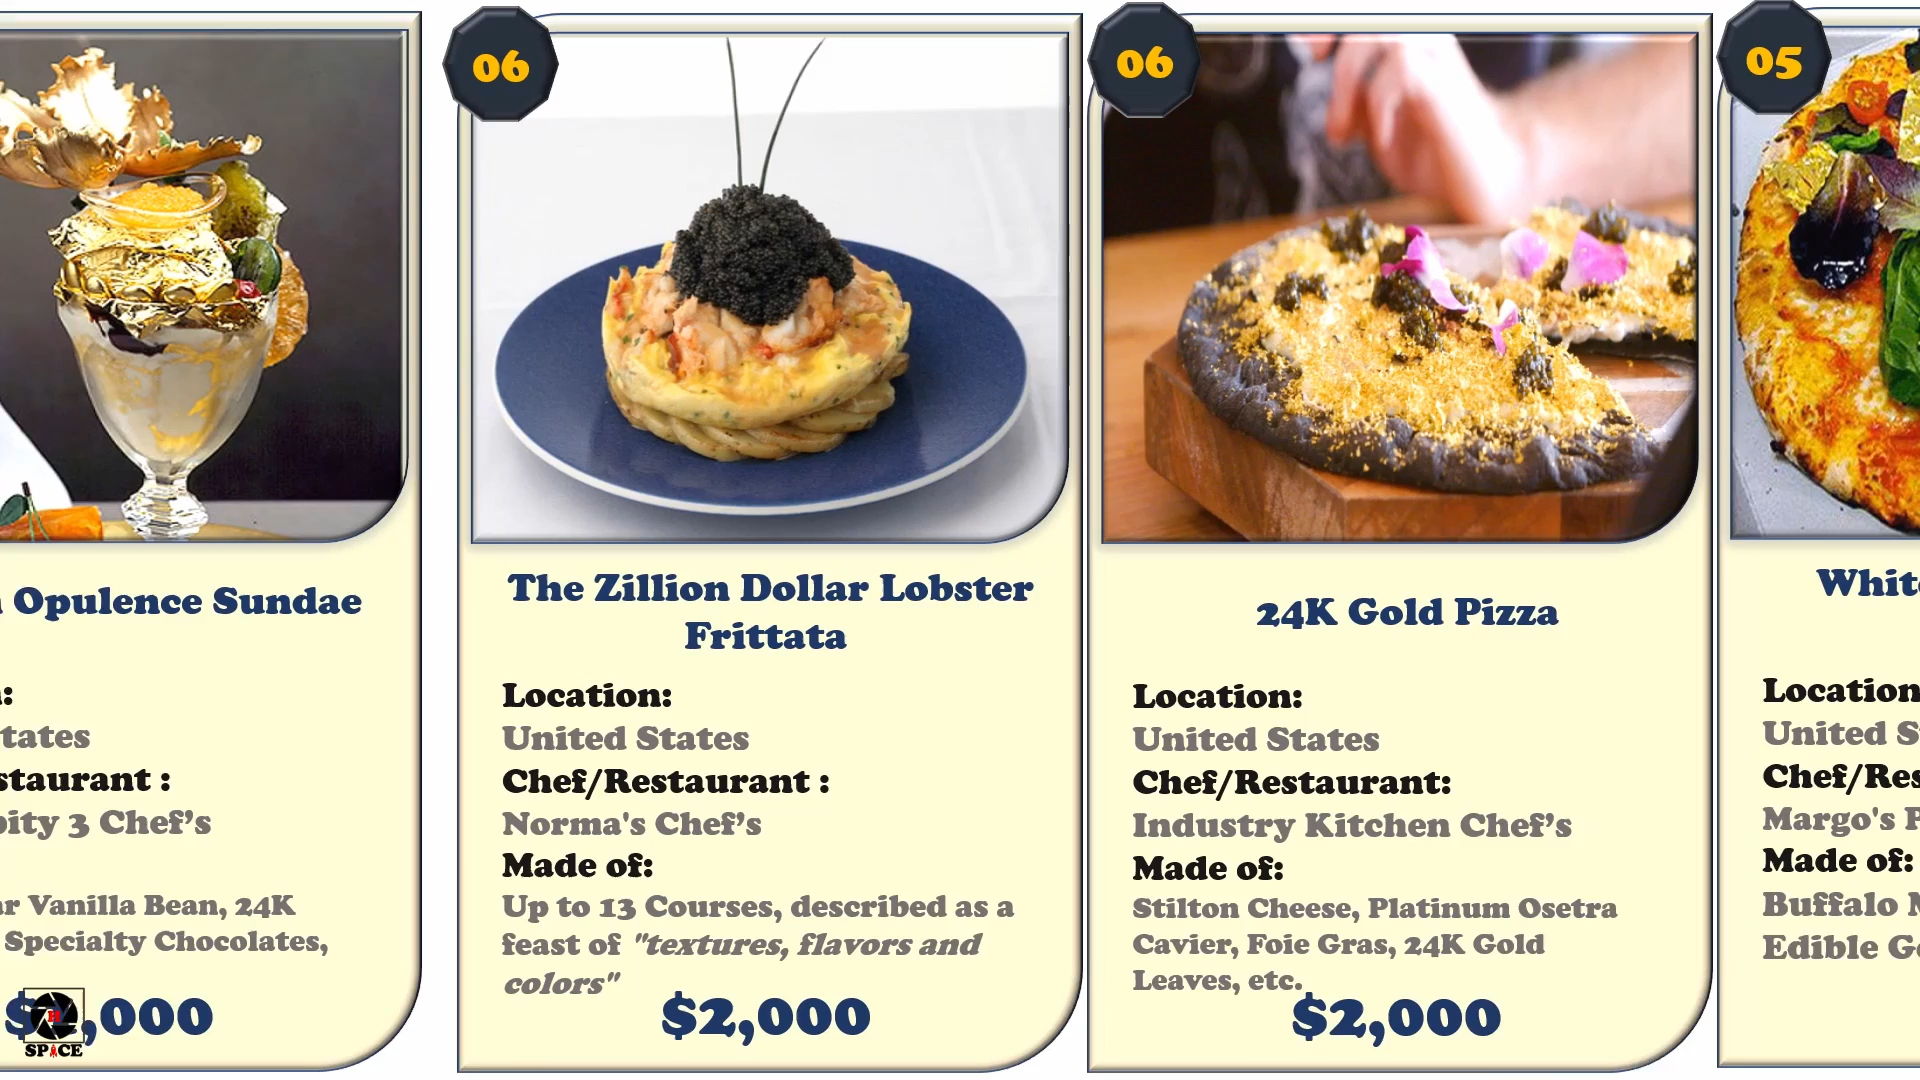 Opulence Sundae
tates
staurant :
3 Chef's
Vanilla Bean, 24K
Specialty Chocolates,
,000
SPACE
06
The Zillion Dollar Lobster
Frittata
Location:
United States
Chef/Restaurant :
Norma's Chef's
Made of:
Up to 13 Courses, described as a
feast of "textures, flavors and
colors"
$2,000
06
24K Gold Pizza
Location:
United States
Chef/Restaurant:
Industry Kitchen Chef's
Made of:
Stilton Cheese, Platinum Osetra
Cavier, Foie Gras, 24K Gold
Leaves, etc.
$2,000
05
White
Location
United S
Chef/Res
Margo's P
Made of:
Buffalo M
Edible Go